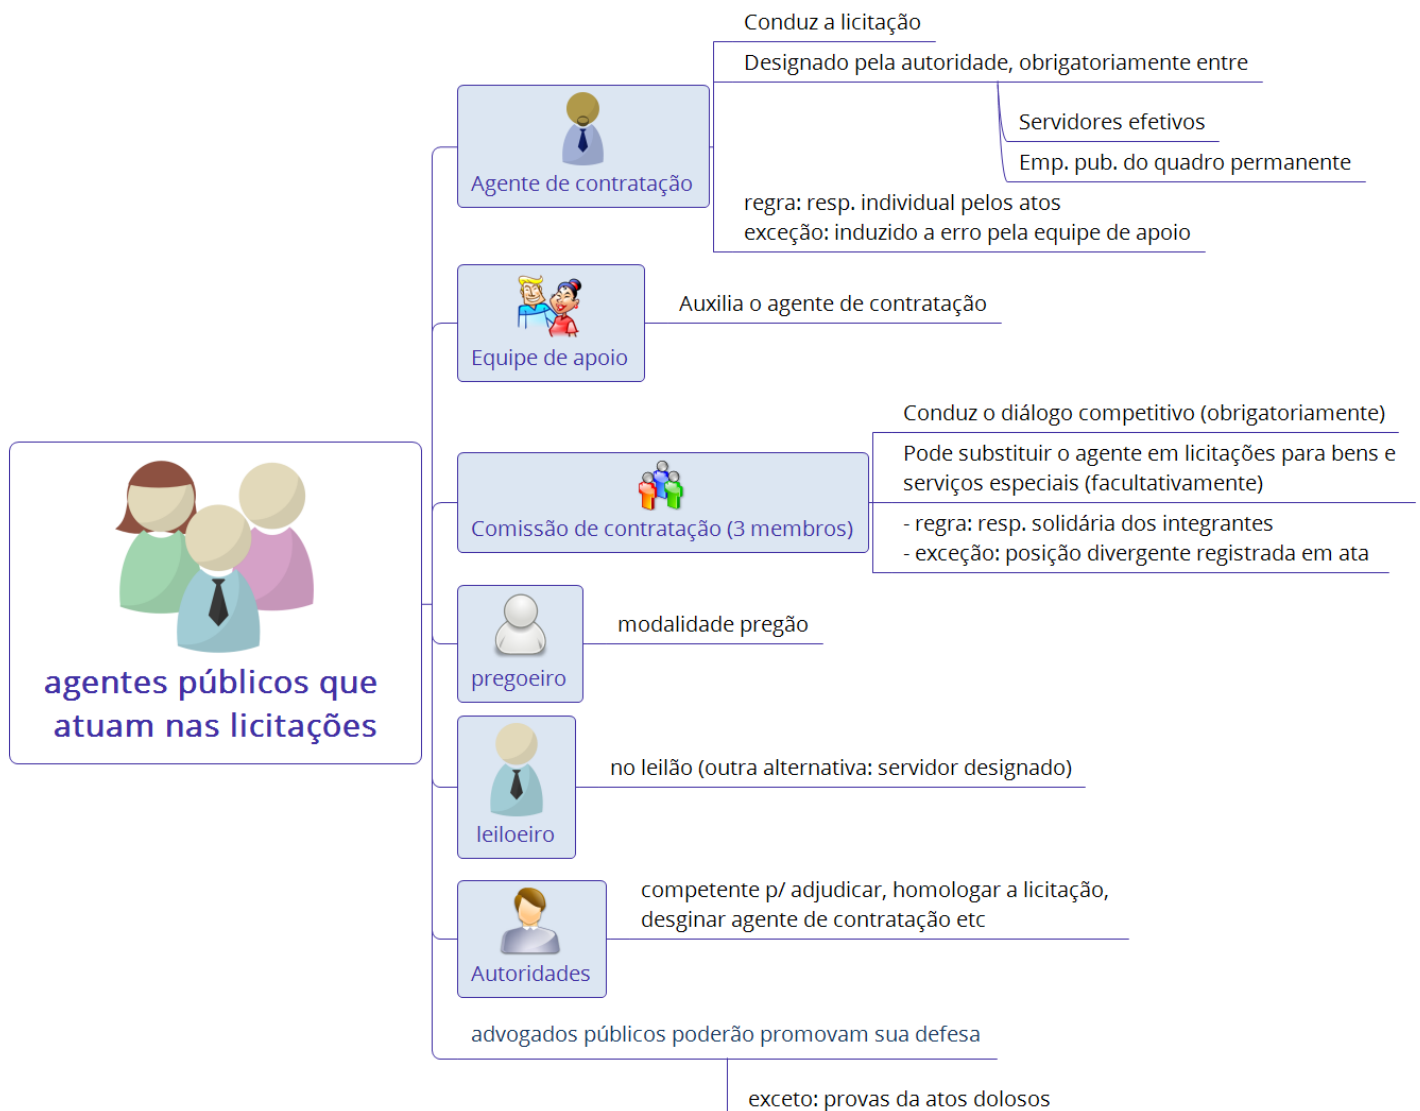 agentes públicos que
atuam nas licitações
Agente de contratação
Conduz a licitação
Designado pela autoridade, obrigatoriamente entre
Servidores efetivos
Emp. pub. do quadro permanente
regra: resp. individual pelos atos
exceção: induzido a erro pela equipe de apoio
Equipe de apoio
Auxilia o agente de contratação
Comissão de contratação (3 membros)
Conduz o diálogo competitivo (obrigatoriamente)
Pode substituir o agente em licitações para bens e
serviços especiais (facultativamente)
- regra: resp. solidária dos integrantes
- exceção: posição divergente registrada em ata
pregoeiro
modalidade pregão
leiloeiro
no leilão (outra alternativa: servidor designado)
Autoridades
competente p/ adjudicar, homologar a licitação,
desginar agente de contratação etc
advogados públicos poderão promovam sua defesa
exceto: provas da atos dolosos